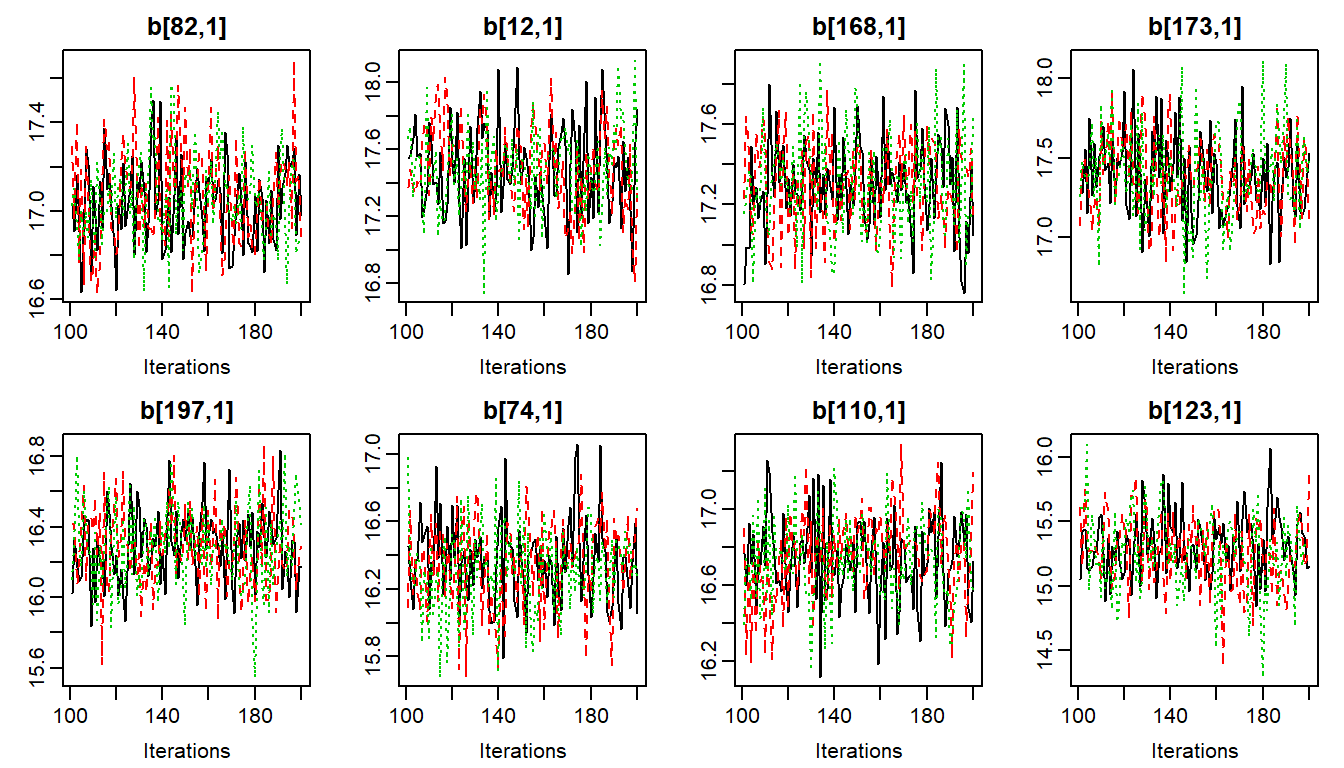 b[82,1] b[12,1] b[168,1] b[173,1]
16.6 17.0 17.4
100 140 180
Iterations
16.8 17.2 17.6 18.0
100 140 180
Iterations
16.8 17.2 17.6
100 140 180
Iterations
17.0 17.5 18.0
100 140 180
Iterations
b[197,1] b[74,1] b[110,1] b[123,1]
15.6 16.0 16.4 16.8
100 140 180
Iterations
15.8 16.2 16.6 17.0
100 140 180
Iterations
16.2 16.6 17.0
100 140 180
Iterations
14.5 15.0 15.5 16.0
100 140 180
Iterations